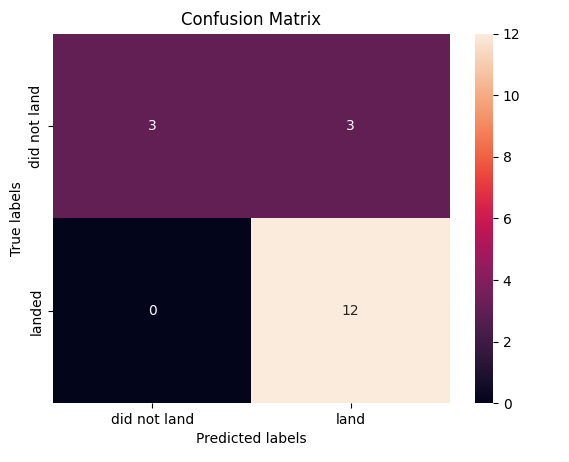 Confusion Matrix
True labels
did not land
landed
3 3
0 12
did not land land
Predicted labels
12
10
8
6
4
2
0